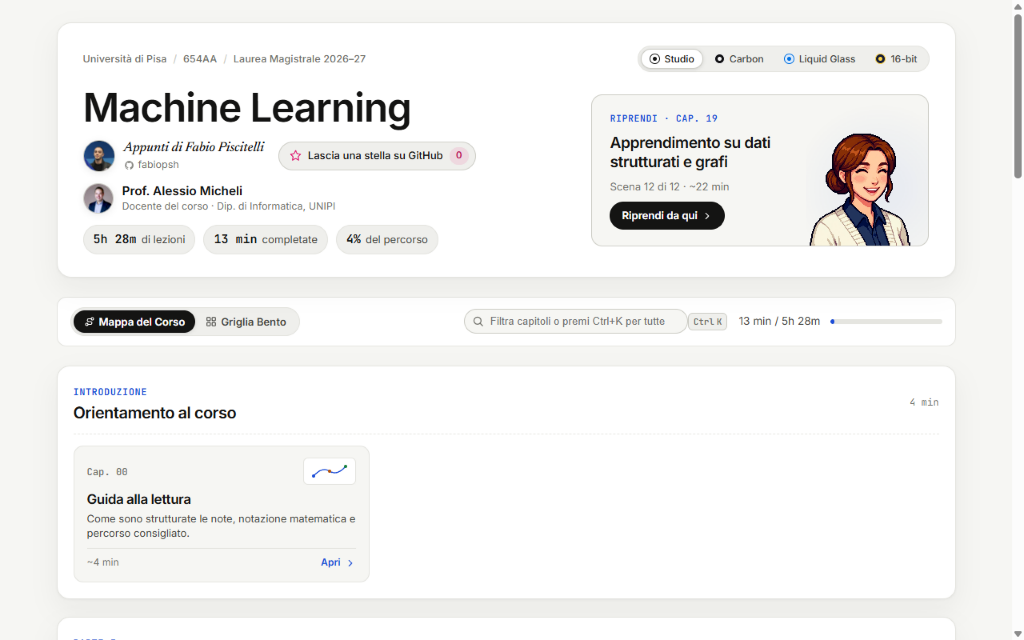 Università di Pisa / 654AA / Laurea Magistrale 2026–27
Studio
Carbon
Liquid Glass
16-bit
Machine Learning
Appunti di Fabio Piscitelli
fabiopsh
Lascia una stella su GitHub 0
Prof. Alessio Micheli
Docente del corso · Dip. di Informatica, UNIPI
5h 28m di lezioni
13 min completate
4% del percorso
RIPRENDI · CAP. 19
Apprendimento su dati
strutturati e grafi
Scena 12 di 12 · ~22 min
Riprendi da qui
Mappa del Corso
Griglia Bento
Filtra capitoli o premi Ctrl+K per tutte
Ctrl K
13 min / 5h 28m
INTRODUZIONE
Orientamento al corso
4 min
Cap. 00
Guida alla lettura
Come sono strutturate le note, notazione matematica e
percorso consigliato.
~4 min
Apri